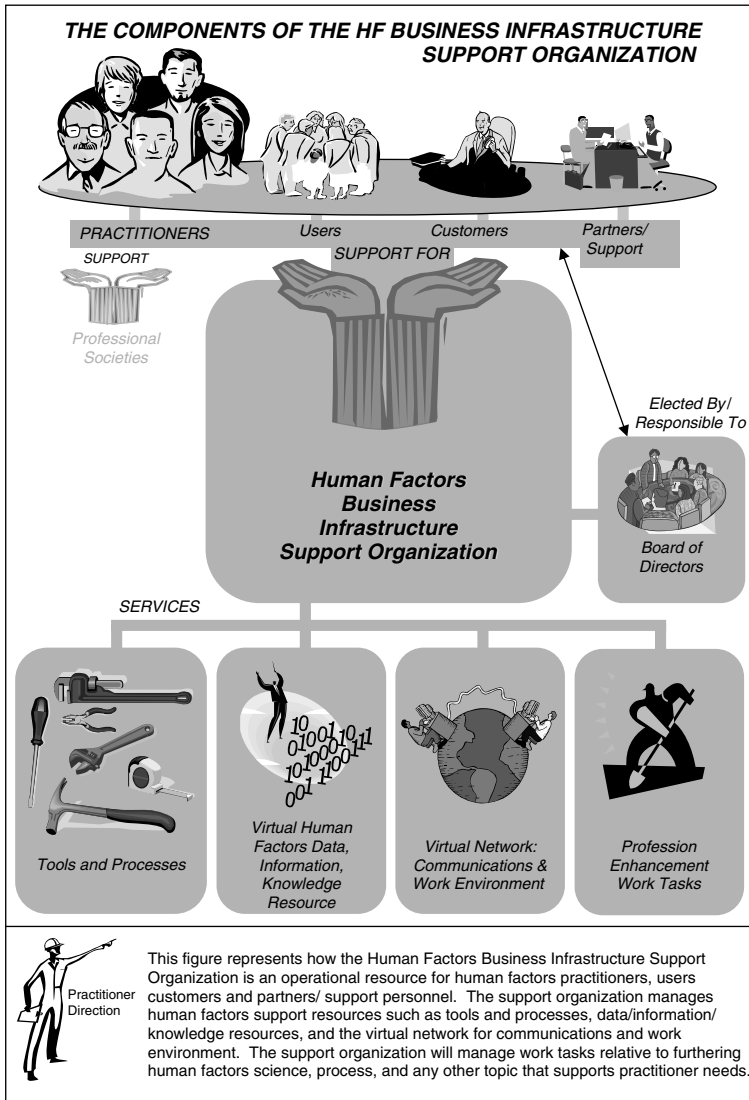 THE COMPONENTS OF THE HF BUSINESS INFRASTRUCTURE
SUPPORT ORGANIZATION
PRACTITIONERS
Users
Customers
Partners/
Support
SUPPORT
SUPPORT FOR
Professional
Societies
Elected By/
Responsible To
Human Factors
Business
Infrastructure
Support Organization
Board of
Directors
SERVICES
10
01001
10100010
001 1100111
Tools and Processes
Virtual Human
Factors Data,
Information,
Knowledge
Resource
Virtual Network:
Communications &
Work Environment
Profession
Enhancement
Work Tasks
Practitioner
Direction
This figure represents how the Human Factors Business Infrastructure Support
Organization is an operational resource for human factors practitioners, users
customers and partners/ support personnel.  The support organization manages
human factors support resources such as tools and processes, data/information/
knowledge resources, and the virtual network for communications and work
environment.  The support organization will manage work tasks relative to furthering
human factors science, process, and any other topic that supports practitioner needs.